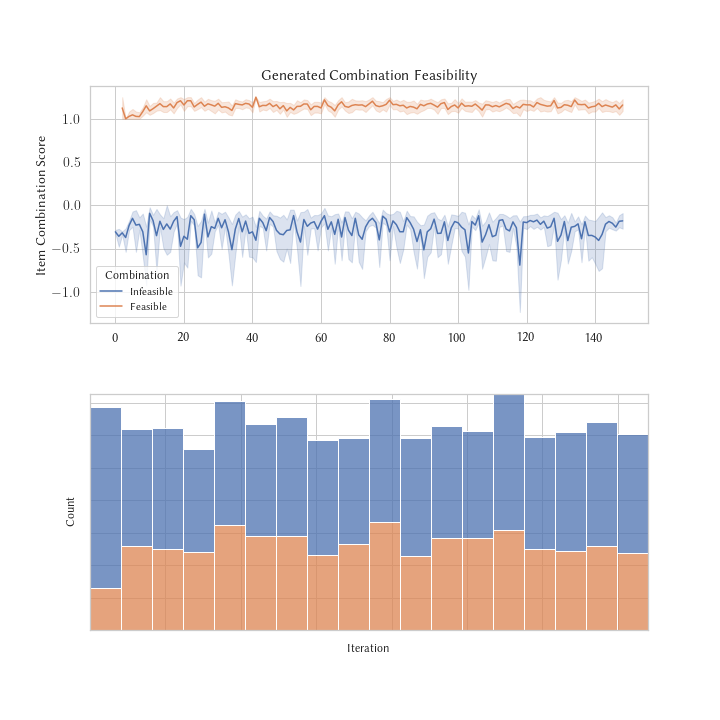 Generated Combination Feasibility
Item Combination Score
1.0
0.5
0.0
−0.5
−1.0
Combination
Infeasible
Feasible
0 20 40 60 80 100 120 140
Count
Iteration